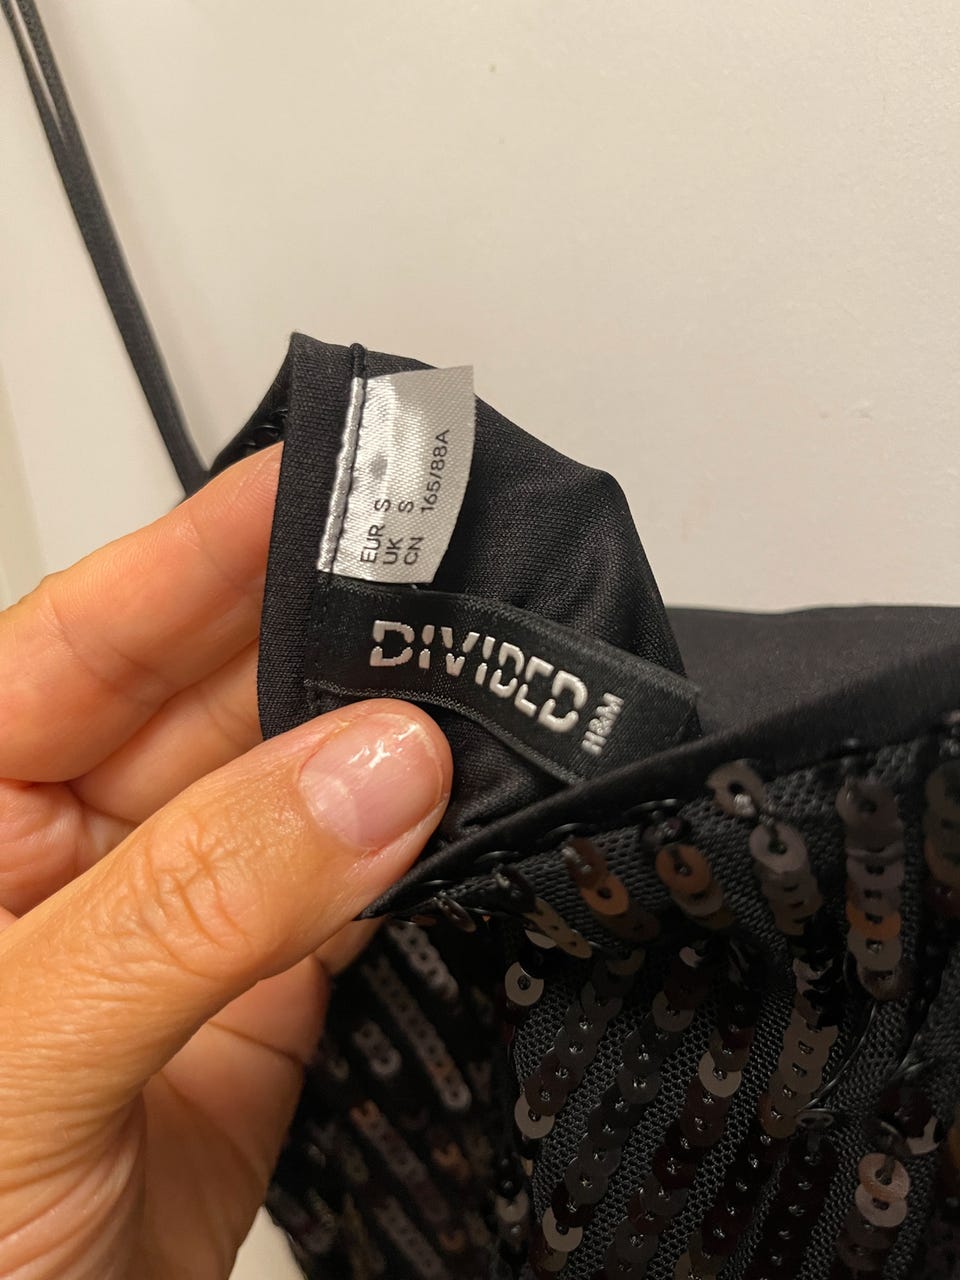 EUR S
UK S
CN 165/88A
DIVIDED
H&M